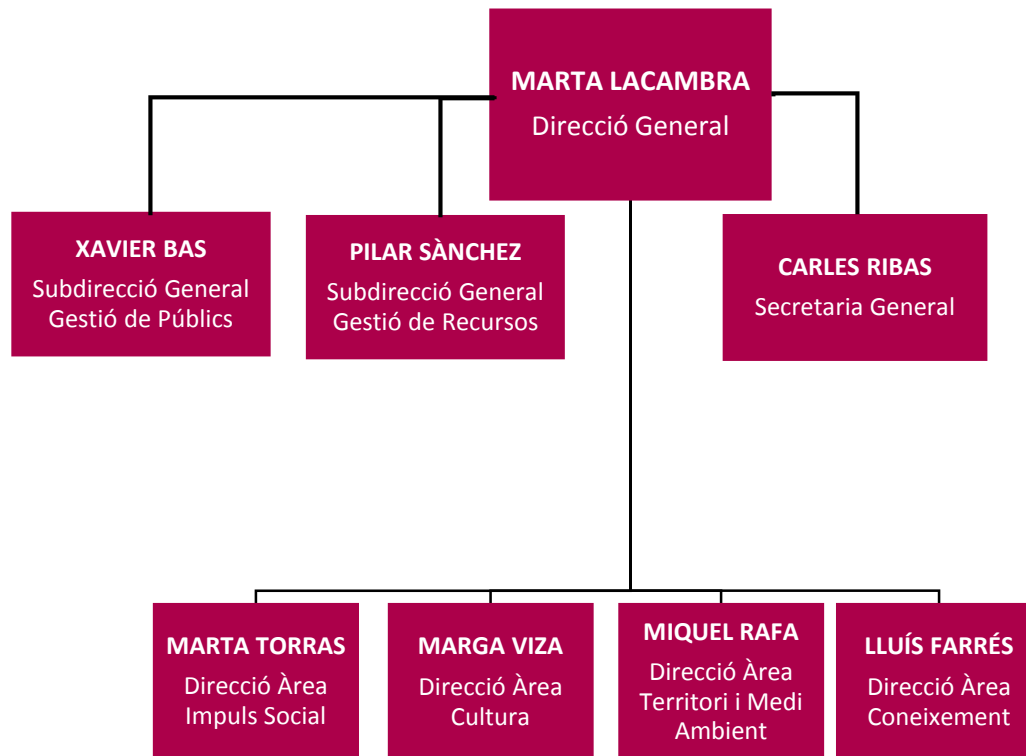 MARTA LACAMBRA
Direcció General
XAVIER BAS
Subdirecció General
Gestió de Públics
PILAR SÀNCHEZ
Subdirecció General
Gestió de Recursos
CARLES RIBAS
Secretaria General
MARTA TORRAS
Direcció Àrea
Impuls Social
MARGA VIZA
Direcció Àrea
Cultura
MIQUEL RAFA
Direcció Àrea
Territori i Medi
Ambient
LLUÍS FARRÉS
Direcció Àrea
Coneixement